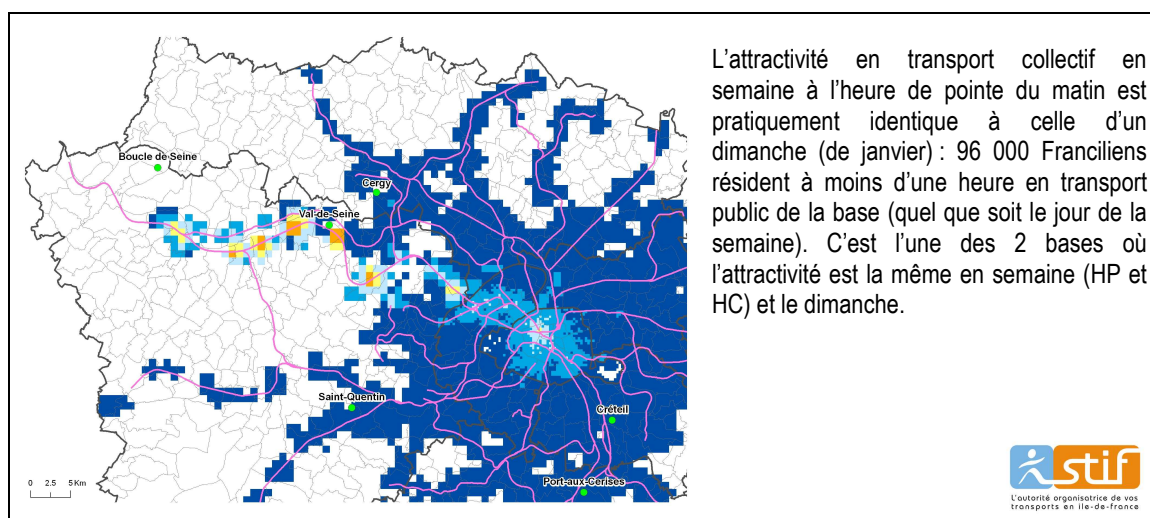 Boucle de Seine
Cergy
Val-de-Seine
Saint-Quentin
Créteil
Port-aux-Cerises
0 2.5 5 Km
L'attractivité en transport collectif en
semaine à l'heure de pointe du matin est
pratiquement identique à celle d'un
dimanche (de janvier) : 96 000 Franciliens
résident à moins d'une heure en transport
public de la base (quel que soit le jour de la
semaine). C'est l'une des 2 bases où
l'attractivité est la même en semaine (HP et
HC) et le dimanche.
stif
L'autorité organisatrice de vos
transports en ile-de-france